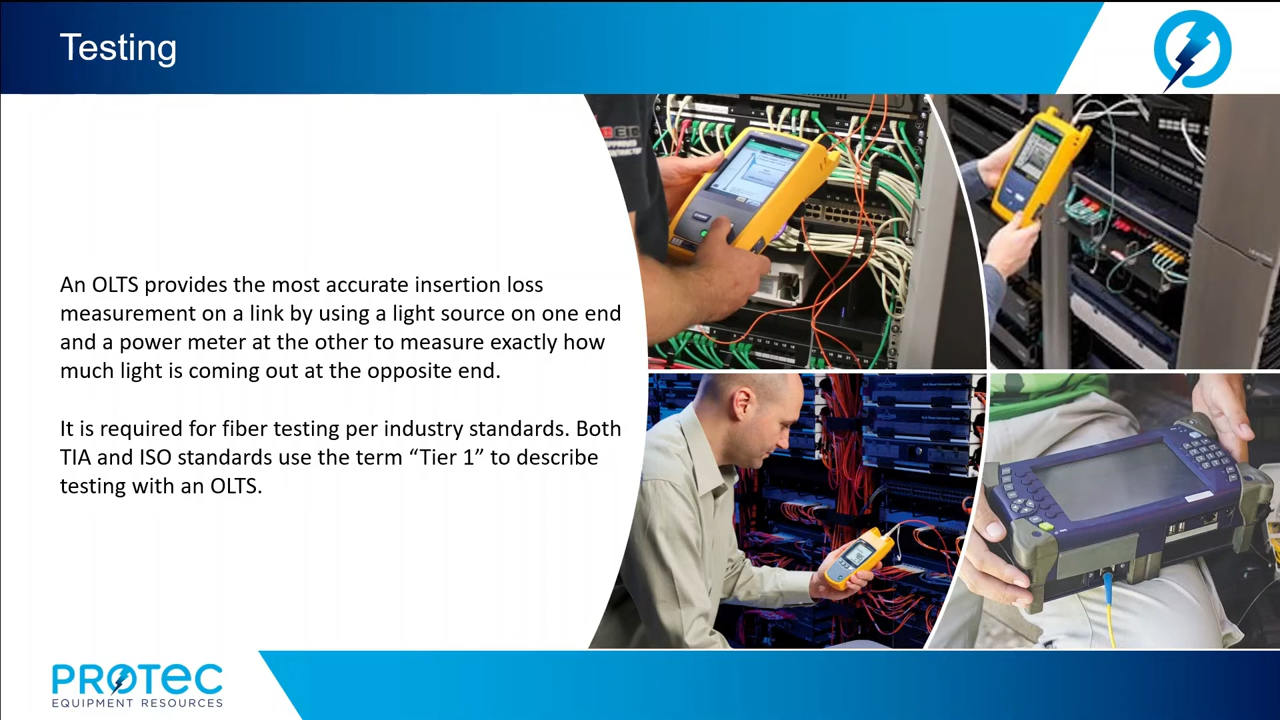 Testing
An OLTS provides the most accurate insertion loss
measurement on a link by using a light source on one end
and a power meter at the other to measure exactly how
much light is coming out at the opposite end.
It is required for fiber testing per industry standards. Both
TIA and ISO standards use the term “Tier 1” to describe
testing with an OLTS.
PROTEC
EQUIPMENT RESOURCES